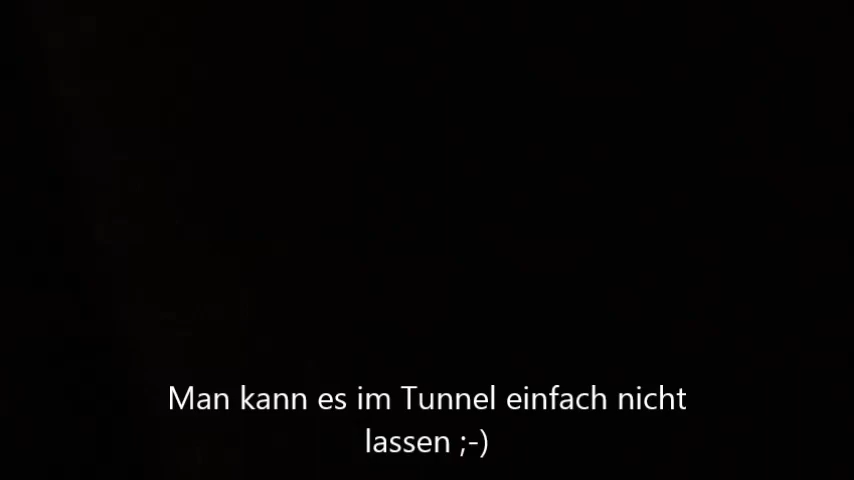 Man kann es im Tunnel einfach nicht
lassen ;-)